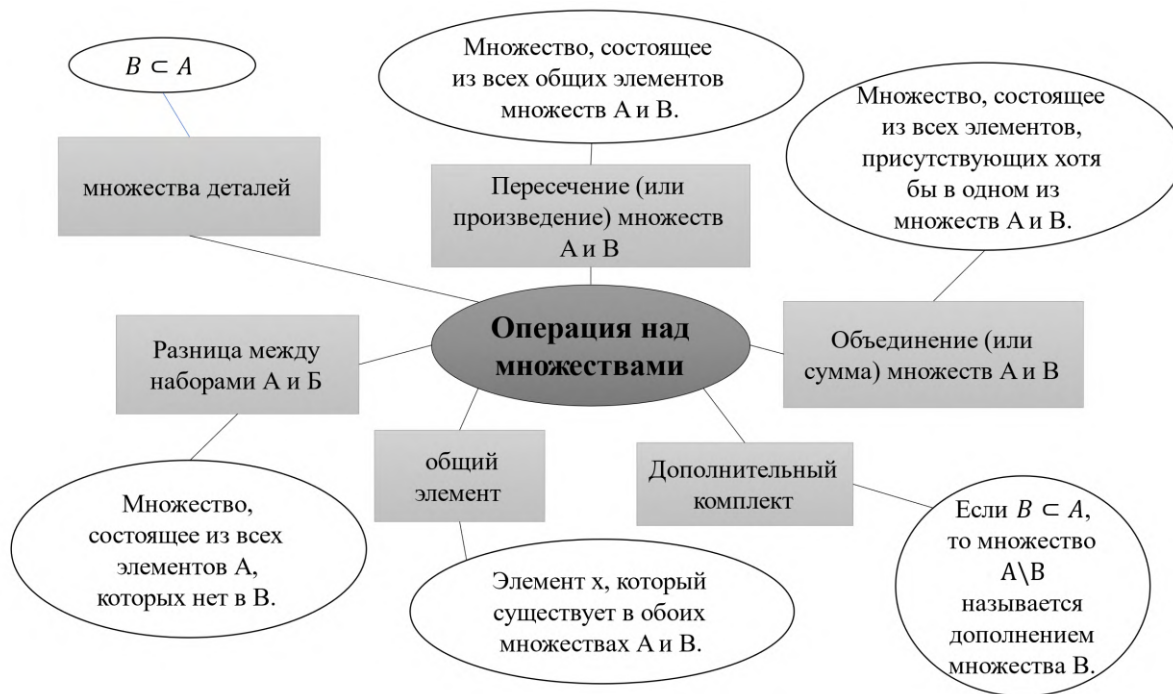 B ⊂ A
множества деталей
Множество, состоящее
из всех общих элементов
множеств А и В.
Пересечение (или
произведение) множеств
А и В
Множество, состоящее
из всех элементов,
присутствующих хотя
бы в одном из
множеств А и В.
Объединение (или
сумма) множеств А и В
Операция над
множествами
Разница между
наборами А и Б
Множество,
состоящее из всех
элементов А,
которых нет в В.
общий
элемент
Элемент х, который
существует в обоих
множествах А и В.
Дополнительный
комплект
Если B ⊂ A,
то множество
А\В
называется
дополнением
множества В.